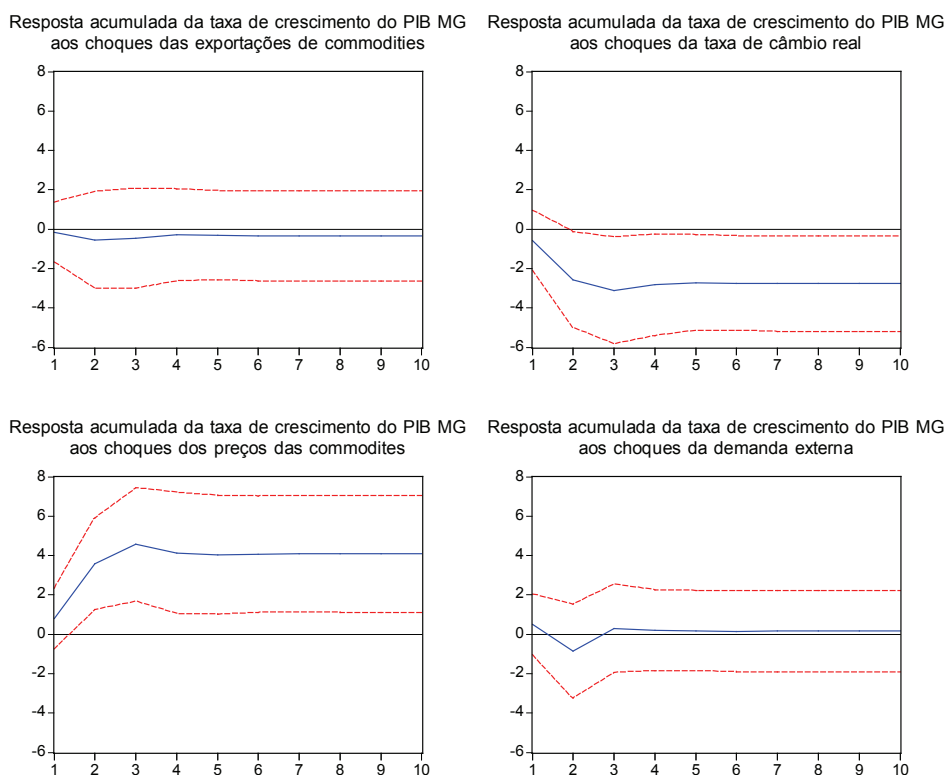 Resposta acumulada da taxa de crescimento do PIB MG
aos choques das exportações de commodities
8
6
4
2
0
-2
-4
-6
1 2 3 4 5 6 7 8 9 10
Resposta acumulada da taxa de crescimento do PIB MG
aos choques da taxa de câmbio real
8
6
4
2
0
-2
-4
-6
1 2 3 4 5 6 7 8 9 10
Resposta acumulada da taxa de crescimento do PIB MG
aos choques dos preços das commodites
8
6
4
2
0
-2
-4
-6
1 2 3 4 5 6 7 8 9 10
Resposta acumulada da taxa de crescimento do PIB MG
aos choques da demanda externa
8
6
4
2
0
-2
-4
-6
1 2 3 4 5 6 7 8 9 10